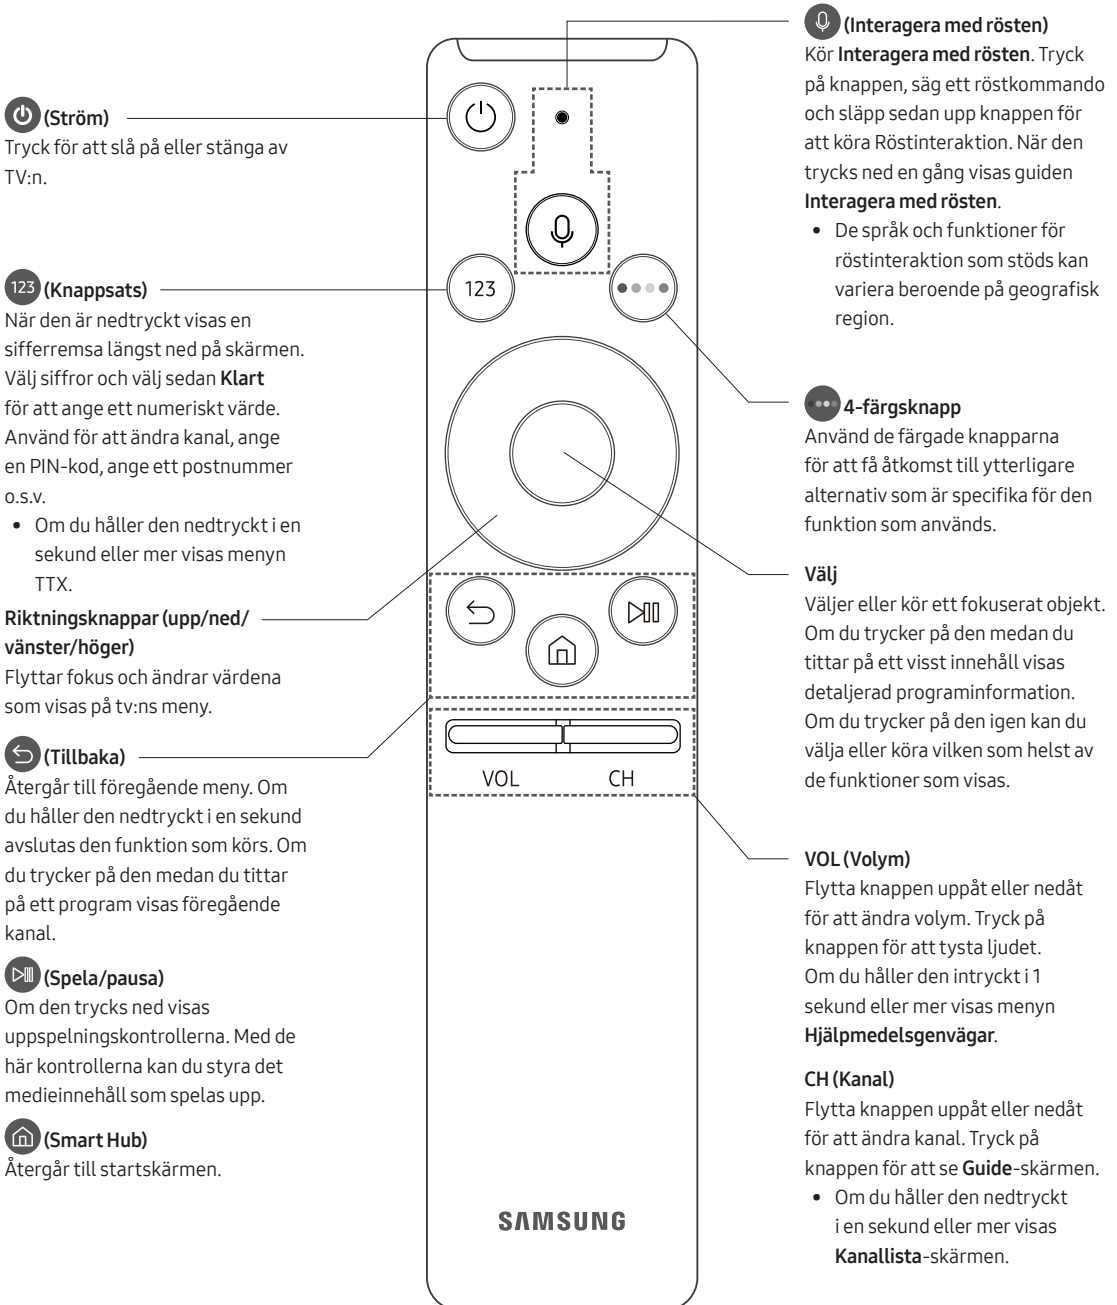 (Ström)
Tryck för att slå på eller stänga av
TV:n.
123 (Knappsats)
När den är nedtryckt visas en
sifferremsa längst ned på skärmen.
Välj siffror och välj sedan Klart
för att ange ett numeriskt värde.
Använd för att ändra kanal, ange
en PIN-kod, ange ett postnummer
o.s.v.
• Om du håller den nedtryckt i en
sekund eller mer visas menyn
TTX.
Riktningsknappar (upp/ned/
vänster/höger)
Flyttar fokus och ändrar värdena
som visas på tv:ns meny.
(Tillbaka)
Återgår till föregående meny. Om
du håller den nedtryckt i en sekund
avslutas den funktion som körs. Om
du trycker på den medan du tittar
på ett program visas föregående
kanal.
(Spela/pausa)
Om den trycks ned visas
uppspelningskontrollerna. Med de
här kontrollerna kan du styra det
medieinnehåll som spelas upp.
(Smart Hub)
Återgår till startskärmen.
123
VOL CH
SAMSUNG
(Interagera med rösten)
Kör Interagera med rösten. Tryck
på knappen, säg ett röstkommando
och släpp sedan upp knappen för
att köra Röstinteraktion. När den
trycks ned en gång visas guiden
Interagera med rösten.
• De språk och funktioner för
röstinteraktion som stöds kan
variera beroende på geografisk
region.
4-färgsknapp
Använd de färgade knapparna
för att få åtkomst till ytterligare
alternativ som är specifika för den
funktion som används.
Välj
Väljer eller kör ett fokuserat objekt.
Om du trycker på den medan du
tittar på ett visst innehåll visas
detaljerad programinformation.
Om du trycker på den igen kan du
välja eller köra vilken som helst av
de funktioner som visas.
VOL (Volym)
Flytta knappen uppåt eller nedåt
för att ändra volym. Tryck på
knappen för att tysta ljudet.
Om du håller den intryckt i 1
sekund eller mer visas menyn
Hjälpmedelsgenvägar.
CH (Kanal)
Flytta knappen uppåt eller nedåt
för att ändra kanal. Tryck på
knappen för att se Guide-skärmen.
• Om du håller den nedtryckt
i en sekund eller mer visas
Kanallista-skärmen.